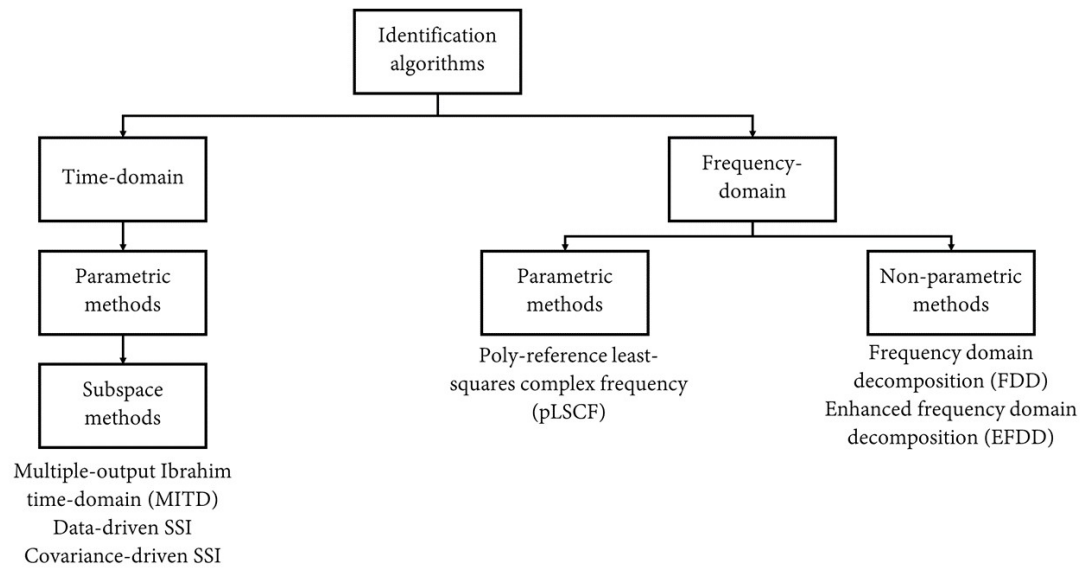 Identification
algorithms
Time-domain
Frequency-
domain
Parametric
methods
Parametric
methods
Non-parametric
methods
Subspace
methods
Multiple-output Ibrahim
time-domain (MITD)
Data-driven SSI
Covariance-driven SSI
Poly-reference least-
squares complex frequency
(pLSCF)
Frequency domain
decomposition (FDD)
Enhanced frequency domain
decomposition (EFDD)